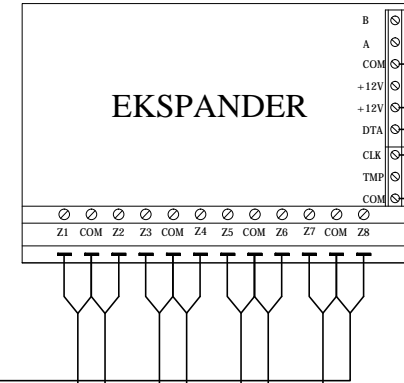 B
A
COM
+12V
+12V
DTA
CLK
TMP
COM
EKSPANDER
Z1 COM Z2 Z3 COM Z4 Z5 COM Z6 Z7 COM Z8